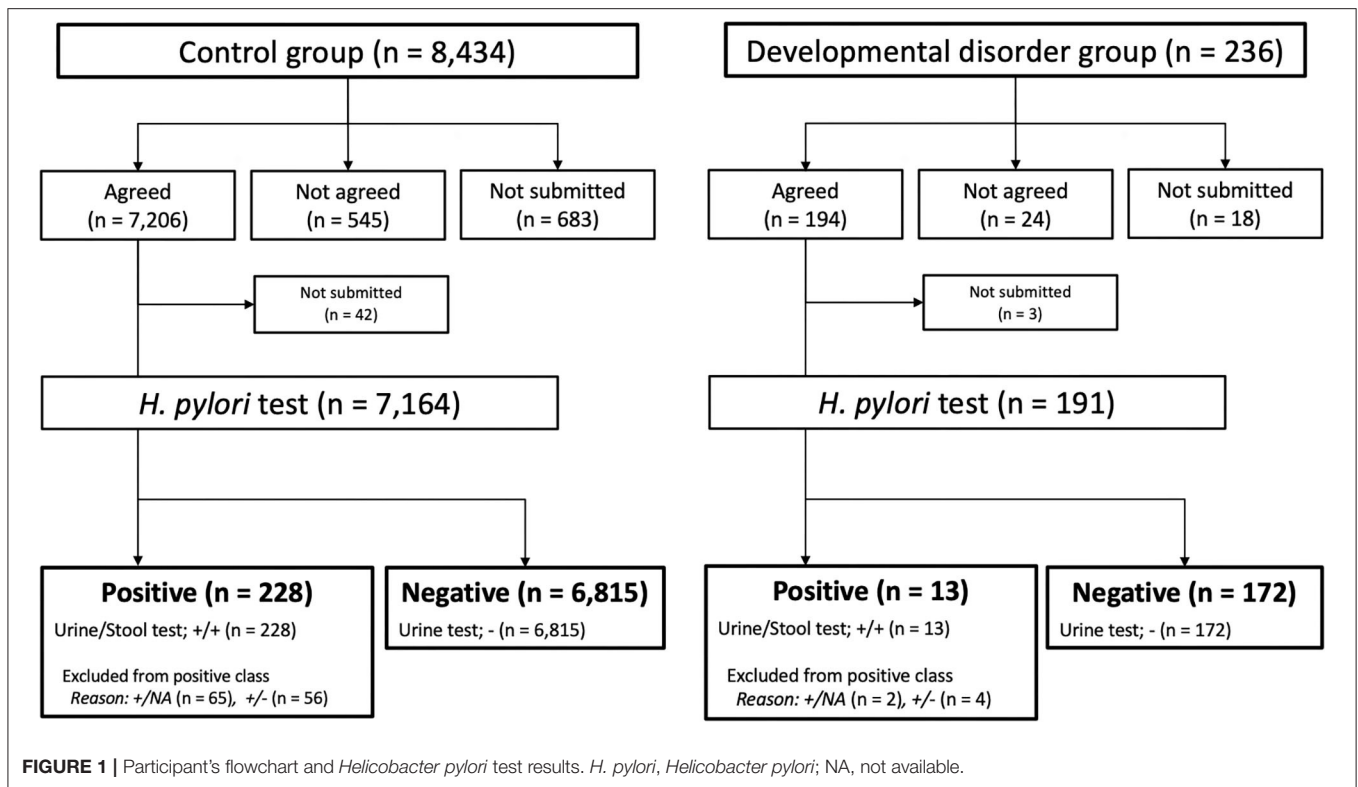 Control group (n = 8,434)
Agreed
(n = 7,206)
Not agreed
(n = 545)
Not submitted
(n = 683)
Not submitted
(n = 42)
H. pylori test (n = 7,164)
Positive (n = 228)
Urine/Stool test; +/+ (n = 228)
Excluded from positive class
Reason: +/NA (n = 65), +/- (n = 56)
Negative (n = 6,815)
Urine test; - (n = 6,815)
Developmental disorder group (n = 236)
Agreed
(n = 194)
Not agreed
(n = 24)
Not submitted
(n = 18)
Not submitted
(n = 3)
H. pylori test (n = 191)
Positive (n = 13)
Urine/Stool test; +/+ (n = 13)
Excluded from positive class
Reason: +/NA (n = 2), +/- (n = 4)
Negative (n = 172)
Urine test; - (n = 172)
FIGURE 1 | Participant's flowchart and Helicobacter pylori test results. H. pylori, Helicobacter pylori; NA, not available.